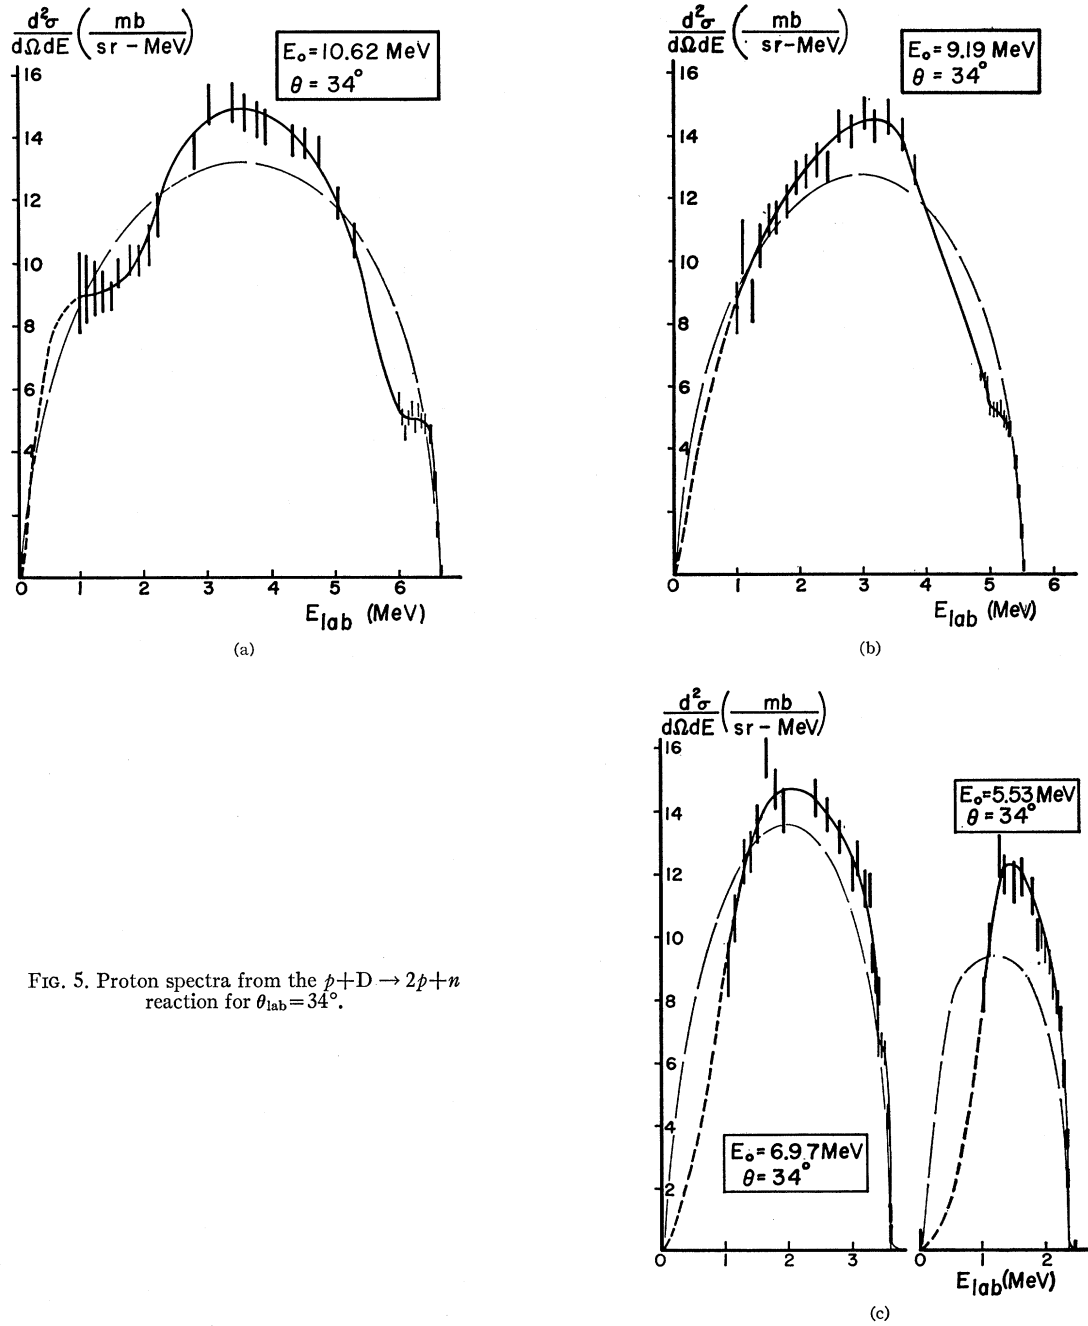 d²σ/dΩdE (mb/sr-MeV)
E₀=10.62 MeV
θ = 34°
16
14
12
10
8
6
4
0 1 2 3 4 5 6
E_lab (MeV)
(a)
d²σ/dΩdE (mb/sr-MeV)
E₀=9.19 MeV
θ = 34°
16
14
12
10
8
6
4
0 1 2 3 4 5 6
E_lab (MeV)
(b)
d²σ/dΩdE (mb/sr-MeV)
16
14
12
10
8
6
4
2
E₀=5.53 MeV
θ = 34°
E₀=6.97 MeV
θ = 34°
0 1 2 3 0 1 2
E_lab (MeV)
(c)
FIG. 5. Proton spectra from the p+D → 2p+n
reaction for θ_lab=34°.